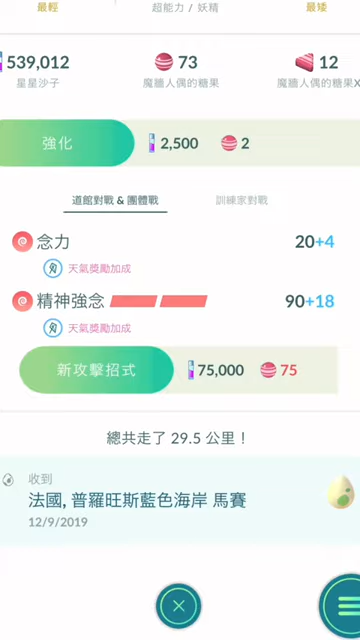 最輕 超能力 / 妖精 最矮
539,012 73 12
星星沙子 魔牆人偶的糖果 魔牆人偶的糖果X
強化 2,500 2
道館對戰 & 團體戰 訓練家對戰
念力 20+4
天氣獎勵加成
精神強念 90+18
天氣獎勵加成
新攻擊招式 75,000 75
總共走了 29.5 公里！
收到
法國, 普羅旺斯藍色海岸 馬賽
12/9/2019